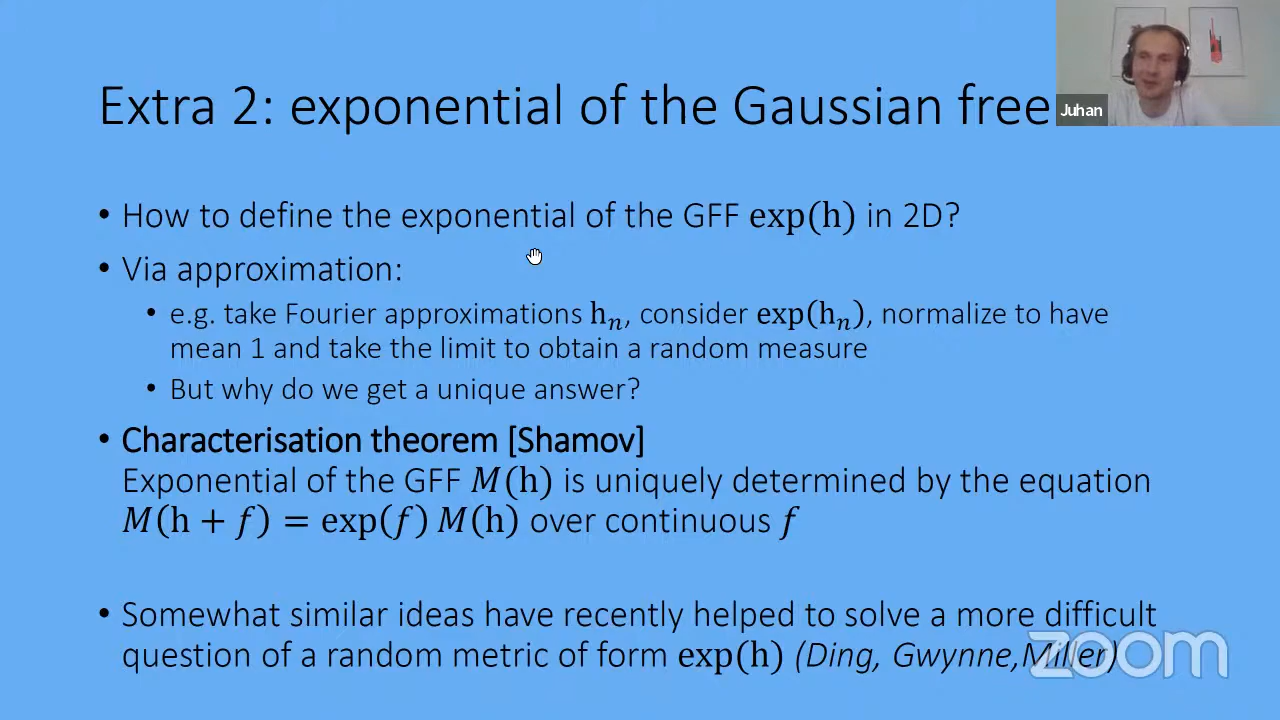 Extra 2: exponential of the Gaussian free
Juhan
• How to define the exponential of the GFF exp(h) in 2D?
• Via approximation:
• e.g. take Fourier approximations hₙ, consider exp(hₙ), normalize to have
mean 1 and take the limit to obtain a random measure
• But why do we get a unique answer?
• Characterisation theorem [Shamov]
Exponential of the GFF M(h) is uniquely determined by the equation
M(h + f) = exp(f) M(h) over continuous f
• Somewhat similar ideas have recently helped to solve a more difficult
question of a random metric of form exp(h) (Ding, Gwynne,Miller)
zoom